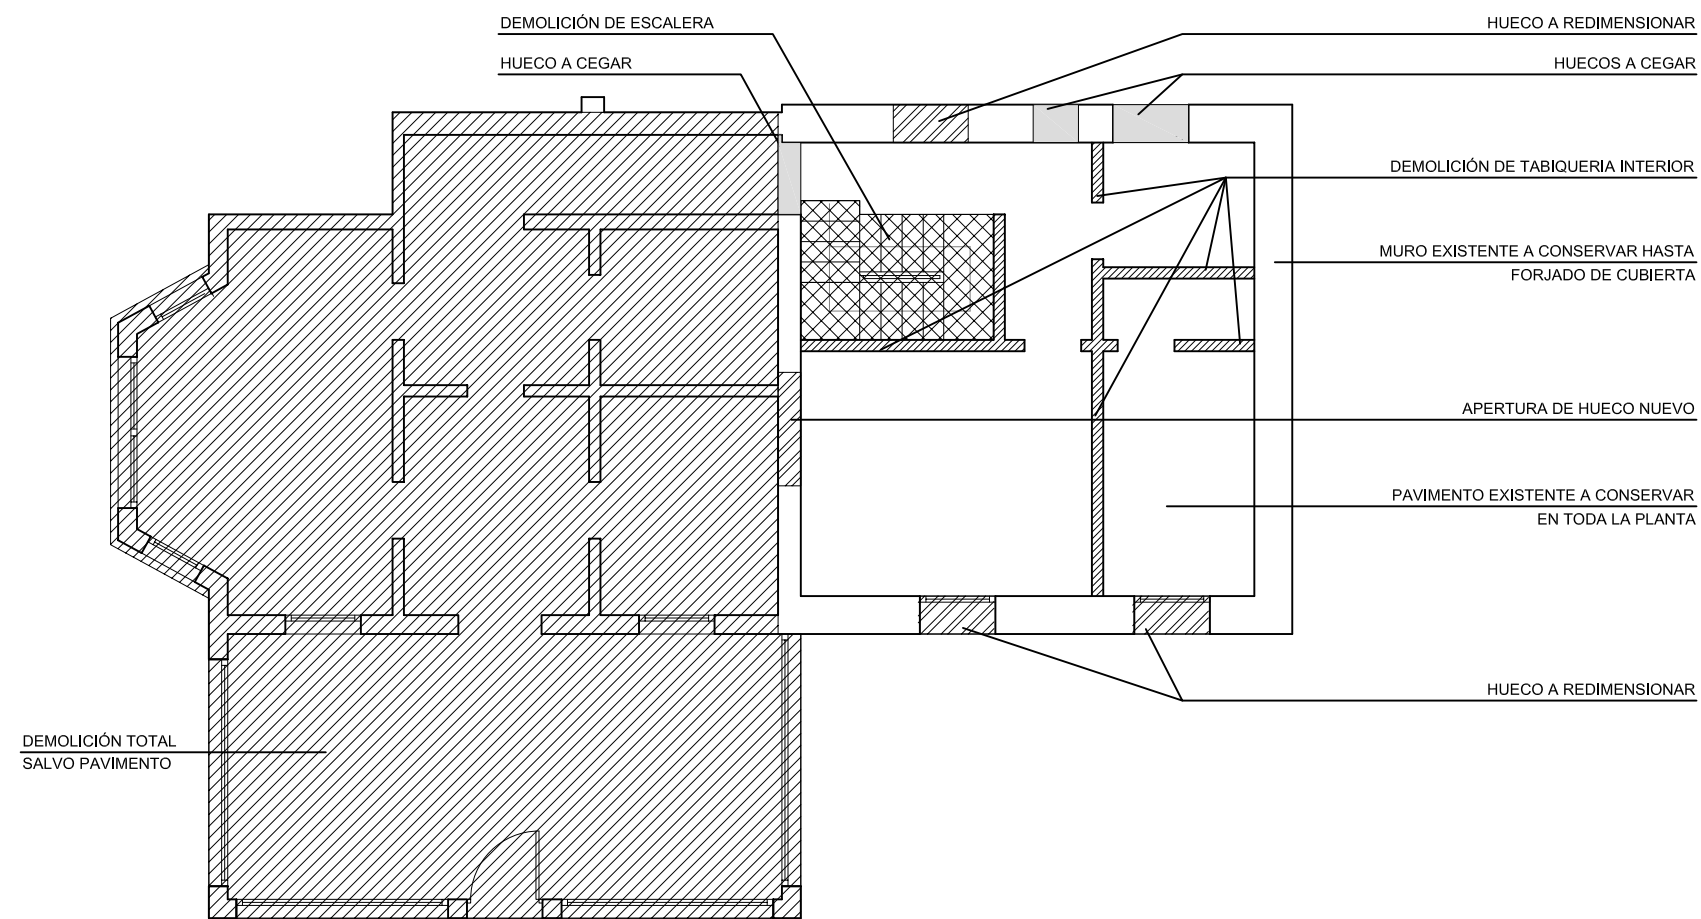 DEMOLICIÓN DE ESCALERA
HUECO A REDIMENSIONAR
HUECO A CEGAR
HUECOS A CEGAR
DEMOLICIÓN DE TABIQUERIA INTERIOR
MURO EXISTENTE A CONSERVAR HASTA
FORJADO DE CUBIERTA
APERTURA DE HUECO NUEVO
PAVIMENTO EXISTENTE A CONSERVAR
EN TODA LA PLANTA
HUECO A REDIMENSIONAR
DEMOLICIÓN TOTAL
SALVO PAVIMENTO